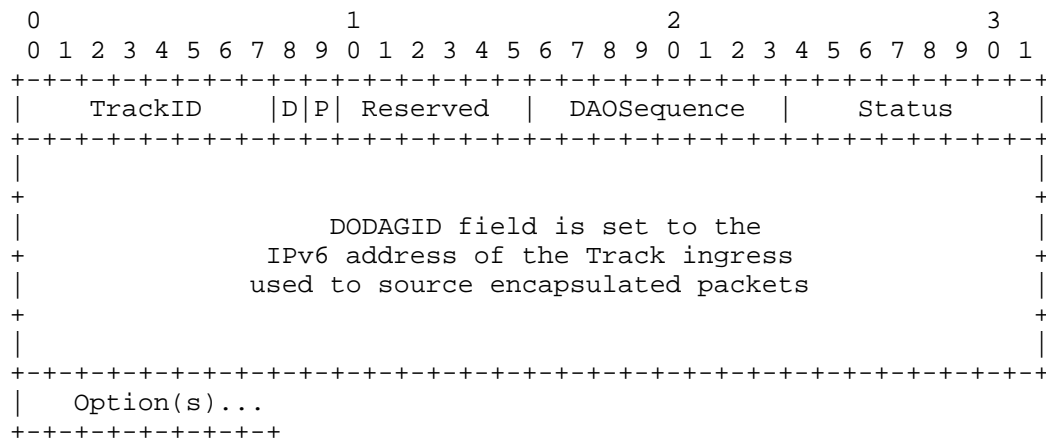 0                   1                   2                   3
 0 1 2 3 4 5 6 7 8 9 0 1 2 3 4 5 6 7 8 9 0 1 2 3 4 5 6 7 8 9 0 1
+-+-+-+-+-+-+-+-+-+-+-+-+-+-+-+-+-+-+-+-+-+-+-+-+-+-+-+-+-+-+-+-+
|    TrackID    |D|P| Reserved  |  DAOSequence  |    Status     |
+-+-+-+-+-+-+-+-+-+-+-+-+-+-+-+-+-+-+-+-+-+-+-+-+-+-+-+-+-+-+-+-+
|                                                               |
+                                                               +
|                   DODAGID field is set to the                 |
+               IPv6 address of the Track ingress               +
|              used to source encapsulated packets              |
+                                                               +
|                                                               |
+-+-+-+-+-+-+-+-+-+-+-+-+-+-+-+-+-+-+-+-+-+-+-+-+-+-+-+-+-+-+-+-+
|   Option(s)...
+-+-+-+-+-+-+-+-+